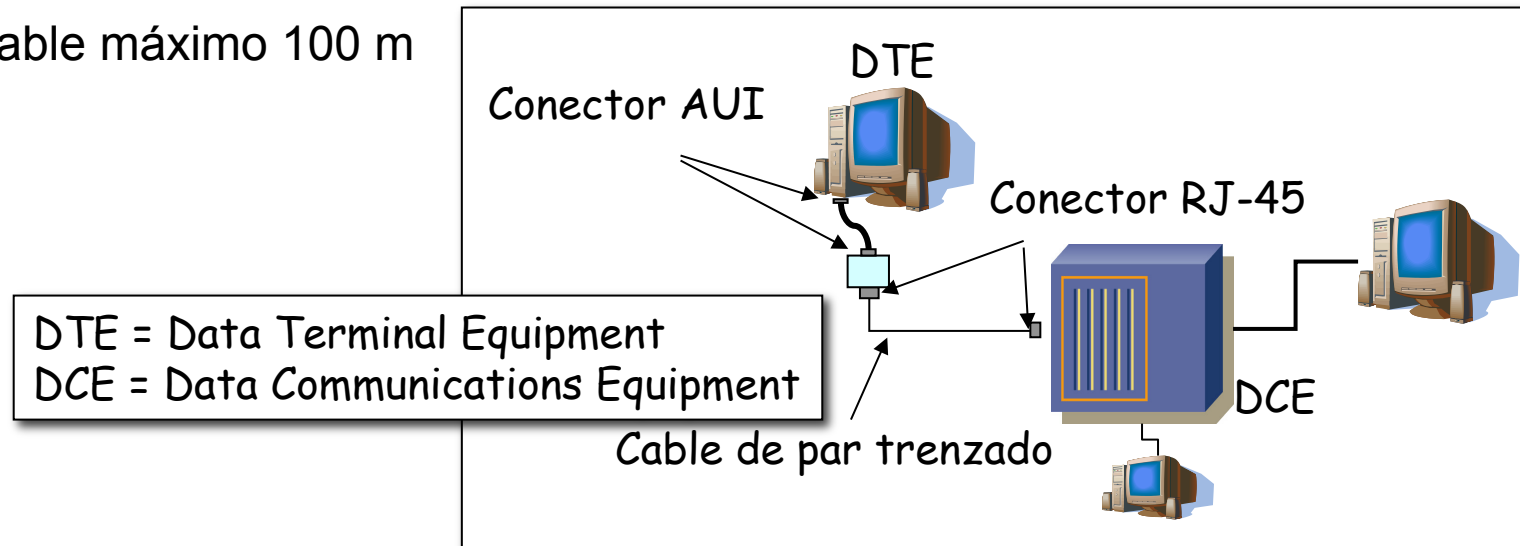 able máximo 100 m
DTE
Conector AUI
Conector RJ-45
DTE = Data Terminal Equipment
DCE = Data Communications Equipment
DCE
Cable de par trenzado